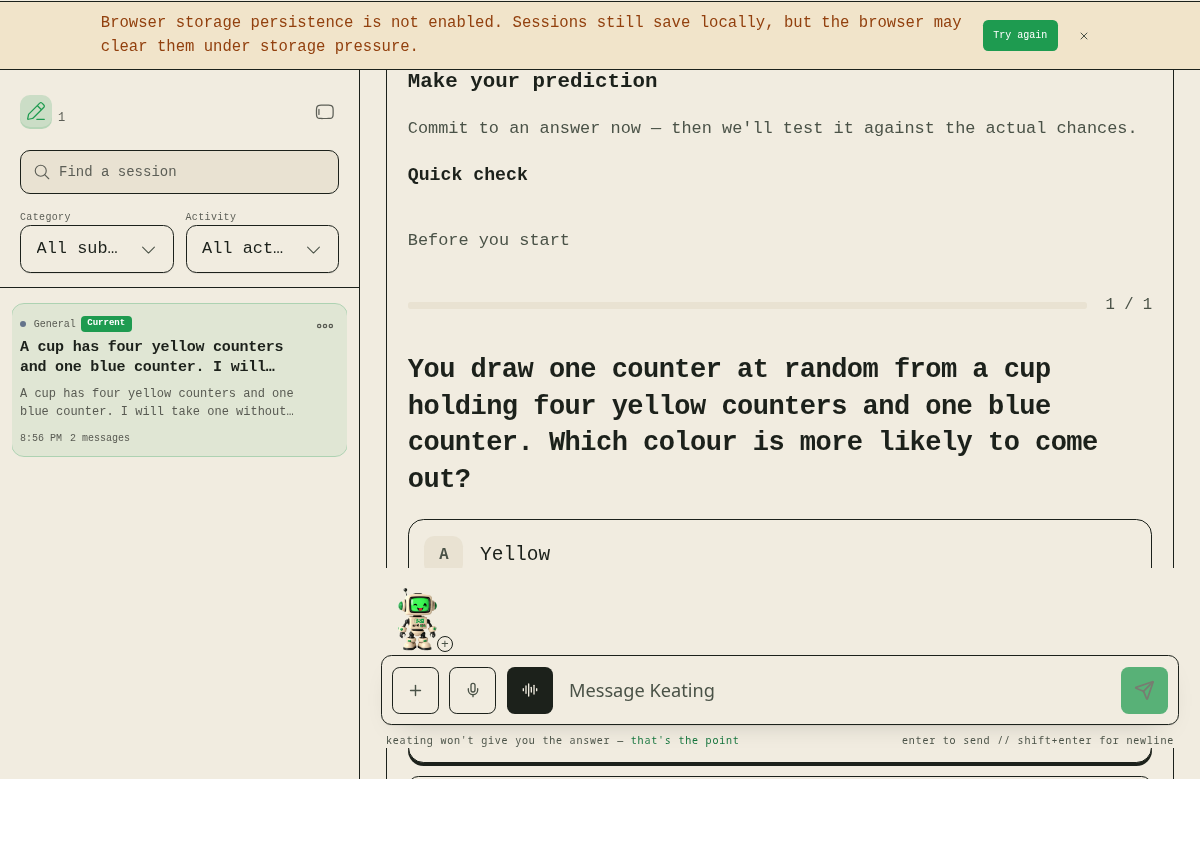 Browser storage persistence is not enabled. Sessions still save locally, but the browser may
clear them under storage pressure.
Try again
1
Find a session
Category
Activity
All sub…
All act…
General
Current
A cup has four yellow counters
and one blue counter. I will…
A cup has four yellow counters and one
blue counter. I will take one without…
8:56 PM 2 messages
Make your prediction
Commit to an answer now — then we'll test it against the actual chances.
Quick check
Before you start
1 / 1
You draw one counter at random from a cup
holding four yellow counters and one blue
counter. Which colour is more likely to come
out?
A
Yellow
Message Keating
keating won't give you the answer — that's the point
enter to send // shift+enter for newline